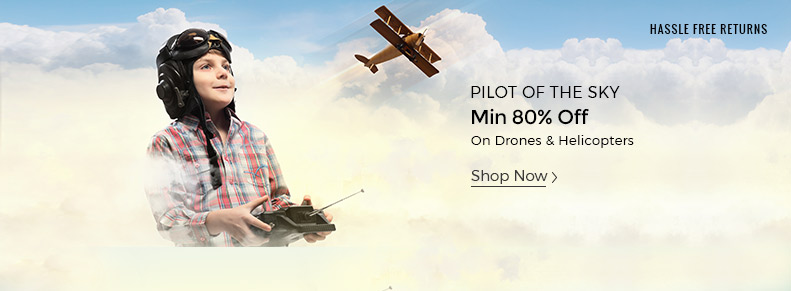 HASSLE FREE RETURNS
PILOT OF THE SKY
Min 80% Off
On Drones & Helicopters
Shop Now >